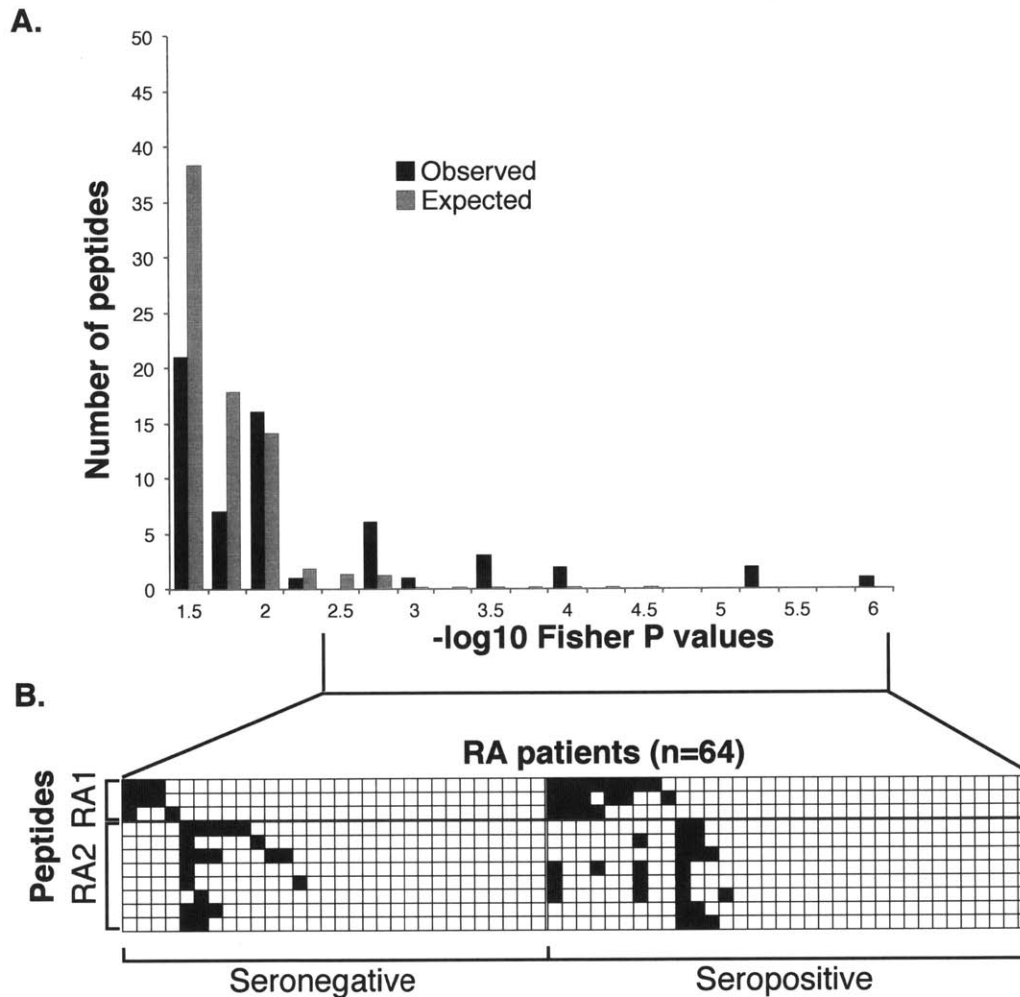 A.
Number of peptides
50
45
40
35
30
25
20
15
10
5
0
Observed
Expected
1.5 2 2.5 3 3.5 4 4.5 5 5.5 6
-log10 Fisher P values
B.
RA patients (n=64)
Peptides
RA1
RA2
Seronegative Seropositive